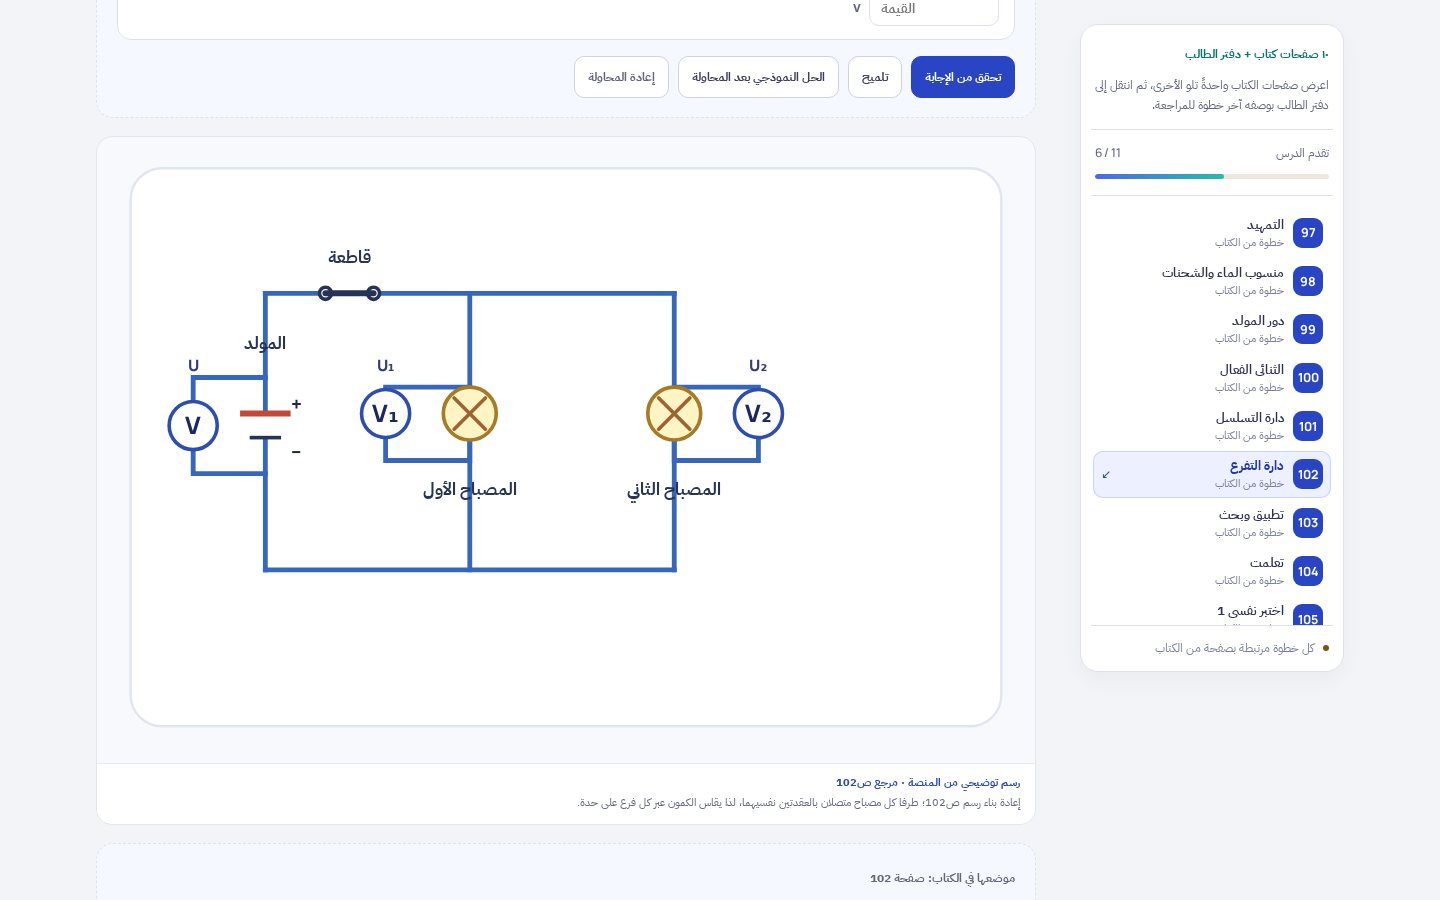 القيمة
V
تحقق من الإجابة
تلميح
الحل النموذجي بعد المحاولة
إعادة المحاولة
قاطعة
المولد
U
U₁
U₂
+
−
V
V₁
V₂
المصباح الأول
المصباح الثاني
رسم توضيحي من المنصة · مرجع ص102
إعادة بناء رسم ص102؛ طرفا كل مصباح متصلان بالعقدتين نفسيهما، لذا يقاس الكمون عبر كل فرع على حدة.
موضعها في الكتاب: صفحة 102
١٠ صفحات كتاب + دفتر الطالب
اعرض صفحات الكتاب واحدةً تلو الأخرى، ثم انتقل إلى
دفتر الطالب بوصفه آخر خطوة للمراجعة.
تقدم الدرس
6 / 11
97
التمهيد
خطوة من الكتاب
98
منسوب الماء والشحنات
خطوة من الكتاب
99
دور المولد
خطوة من الكتاب
100
الثنائي الفعال
خطوة من الكتاب
101
دارة التسلسل
خطوة من الكتاب
102
دارة التفرع
خطوة من الكتاب
↙
103
تطبيق وبحث
خطوة من الكتاب
104
تعلمت
خطوة من الكتاب
105
اختبر نفسي 1
كل خطوة مرتبطة بصفحة من الكتاب